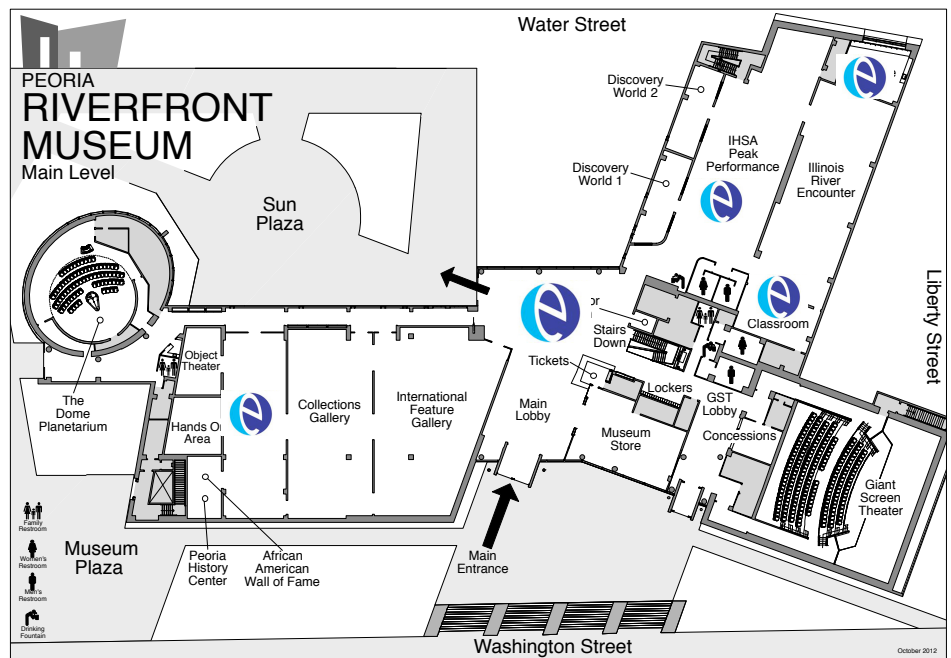 PEORIA
RIVERFRONT
MUSEUM
Main Level
Water Street
Discovery
World 2
IHSA
Peak
Performance
Discovery
World 1
Illinois
River
Encounter
Sun
Plaza
Liberty Street
or
Stairs
Down
Classroom
Tickets
Lockers
GST
Lobby
Concessions
Giant
Screen
Theater
Main
Lobby
Museum
Store
Object
Theater
Collections
Gallery
International
Feature
Gallery
Hands On
Area
The
Dome
Planetarium
Family
Restroom
Women's
Restroom
Men's
Restroom
Drinking
Fountain
Museum
Plaza
Peoria
History
Center
African
American
Wall of Fame
Main
Entrance
Washington Street
October 2012